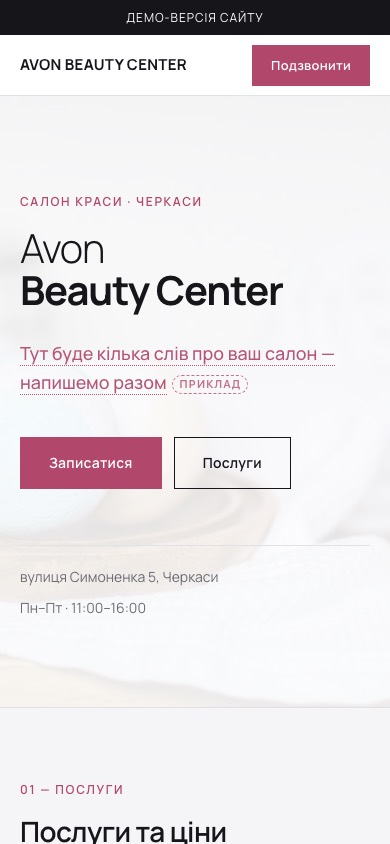 ДЕМО-ВЕРСІЯ САЙТУ
AVON BEAUTY CENTER
Подзвонити
САЛОН КРАСИ · ЧЕРКАСИ
Avon
Beauty Center
Тут буде кілька слів про ваш салон —
напишемо разом ПРИКЛАД
Записатися
Послуги
вулиця Симоненка 5, Черкаси
Пн–Пт · 11:00–16:00
01 — ПОСЛУГИ
Послуги та ціни